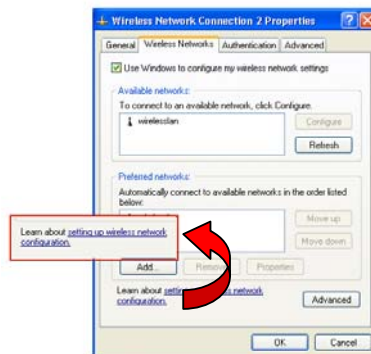 Wireless Network Connection 2 Properties
General Wireless Networks Authentication Advanced
Use Windows to configure my wireless network settings
Available networks:
To connect to an available network, click Configure.
wirelesslan
Configure
Refresh
Preferred networks:
Automatically connect to available networks in the order listed
below:
Move up
Move down
Learn about setting up wireless network
configuration.
Add... Remove Properties
Learn about setting network
configuration.
Advanced
OK Cancel